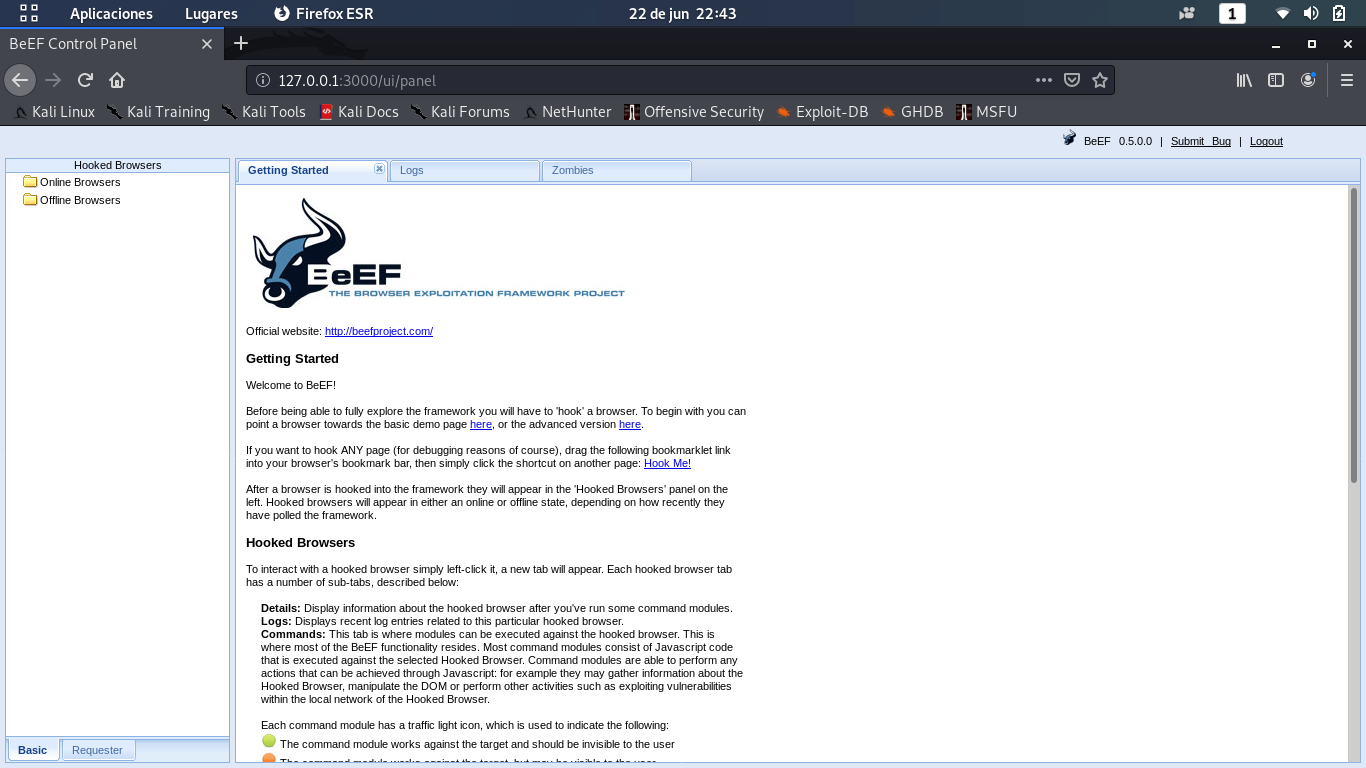 Aplicaciones Lugares Firefox ESR 22 de jun 22:43 1
BeEF Control Panel
127.0.0.1:3000/ui/panel
Kali Linux Kali Training Kali Tools Kali Docs Kali Forums NetHunter Offensive Security Exploit-DB GHDB MSFU
BeEF 0.5.0.0 | Submit Bug | Logout
Hooked Browsers
Online Browsers
Offline Browsers
Basic Requester
Getting Started Logs Zombies
BeEF
THE BROWSER EXPLOITATION FRAMEWORK PROJECT
Official website: http://beefproject.com/
Getting Started
Welcome to BeEF!
Before being able to fully explore the framework you will have to 'hook' a browser. To begin with you can
point a browser towards the basic demo page here, or the advanced version here.
If you want to hook ANY page (for debugging reasons of course), drag the following bookmarklet link
into your browser's bookmark bar, then simply click the shortcut on another page: Hook Me!
After a browser is hooked into the framework they will appear in the 'Hooked Browsers' panel on the
left. Hooked browsers will appear in either an online or offline state, depending on how recently they
have polled the framework.
Hooked Browsers
To interact with a hooked browser simply left-click it, a new tab will appear. Each hooked browser tab
has a number of sub-tabs, described below:
Details: Display information about the hooked browser after you've run some command modules.
Logs: Displays recent log entries related to this particular hooked browser.
Commands: This tab is where modules can be executed against the hooked browser. This is
where most of the BeEF functionality resides. Most command modules consist of Javascript code
that is executed against the selected Hooked Browser. Command modules are able to perform any
actions that can be achieved through Javascript: for example they may gather information about the
Hooked Browser, manipulate the DOM or perform other activities such as exploiting vulnerabilities
within the local network of the Hooked Browser.
Each command module has a traffic light icon, which is used to indicate the following:
The command module works against the target and should be invisible to the user
The command module works against the target, but may be visible to the user